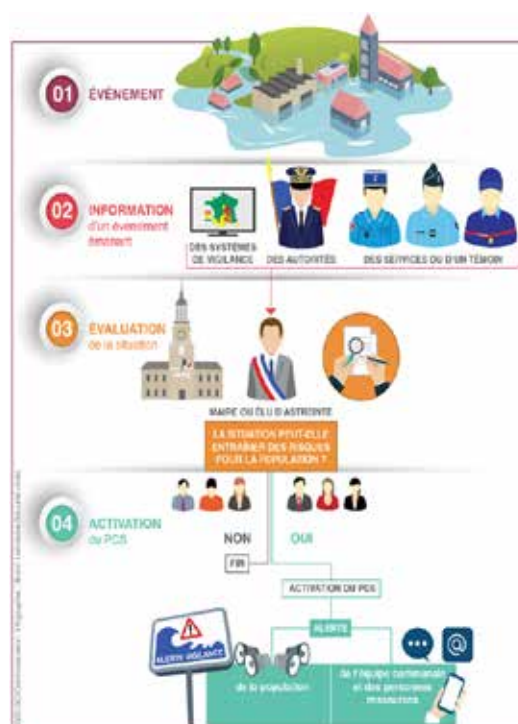 01
ÉVÉNEMENT
02
INFORMATION
d'un événement
imminent
DES SYSTÈMES
DE VIGILANCE
DES AUTORITÉS
DES SERVICES OU D'UN TÉMOIN
03
ÉVALUATION
de la situation
MAIRE OU ÉLU D'ASTREINTE
LA SITUATION PEUT-ELLE
ENTRAÎNER DES RISQUES
POUR LA POPULATION ?
04
ACTIVATION
du PCS
NON
OUI
FIN
ACTIVATION DU PCS
ALERTE
ALERTE VIGILANCE
de la population
de l'équipe communale
et des personnes
ressources